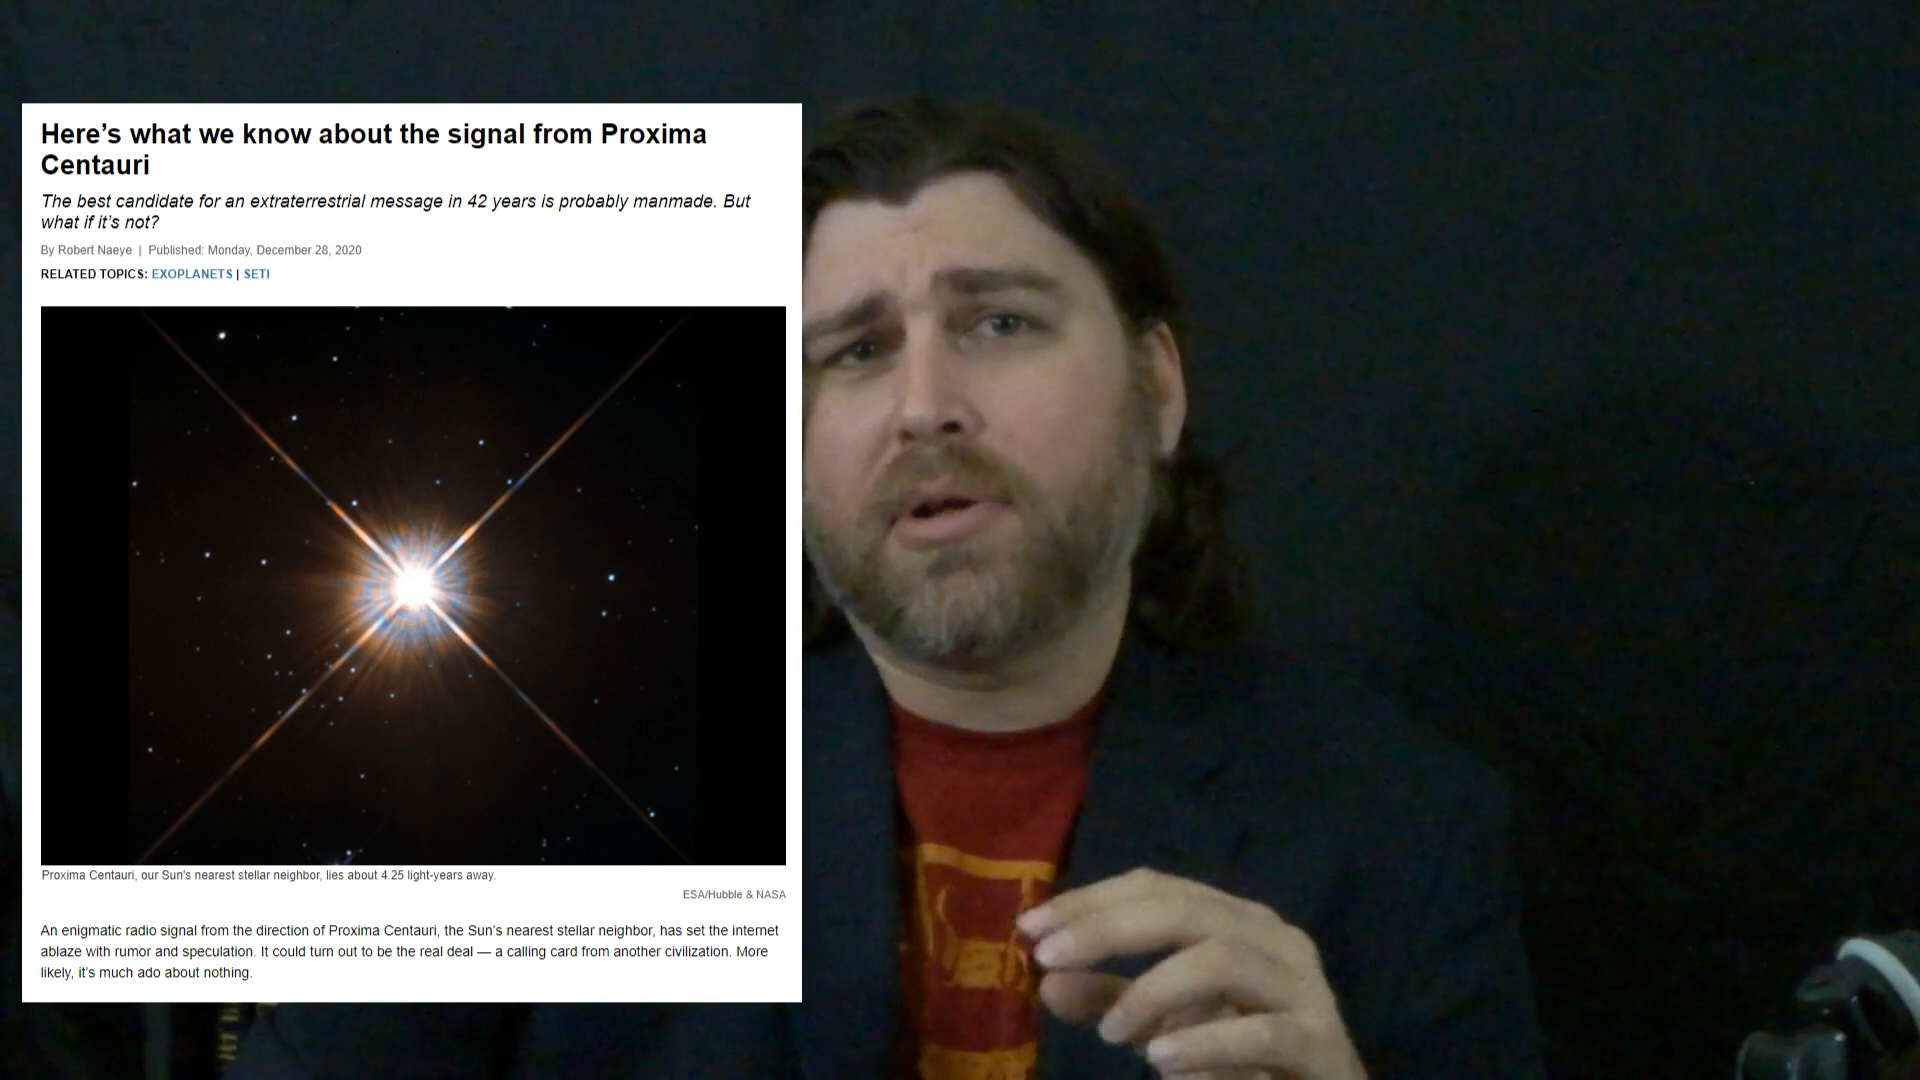 Here’s what we know about the signal from Proxima
Centauri
The best candidate for an extraterrestrial message in 42 years is probably manmade. But
what if it’s not?
By Robert Naeye | Published: Monday, December 28, 2020
RELATED TOPICS: EXOPLANETS | SETI
Proxima Centauri, our Sun's nearest stellar neighbor, lies about 4.25 light-years away.
ESA/Hubble & NASA
An enigmatic radio signal from the direction of Proxima Centauri, the Sun’s nearest stellar neighbor, has set the internet
ablaze with rumor and speculation. It could turn out to be the real deal — a calling card from another civilization. More
likely, it’s much ado about nothing.